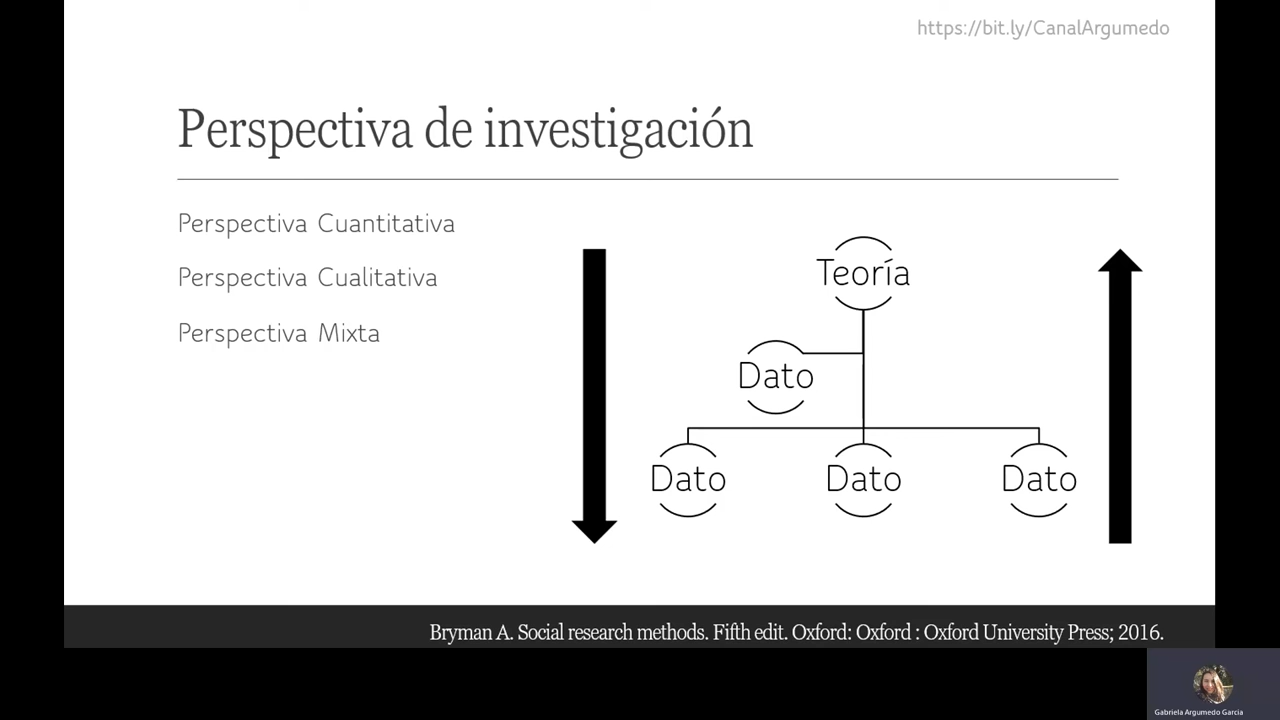 https://bit.ly/CanalArgumedo
Perspectiva de investigación
Perspectiva Cuantitativa
Perspectiva Cualitativa
Perspectiva Mixta
Teoría
Dato
Dato
Dato
Dato
Bryman A. Social research methods. Fifth edit. Oxford: Oxford : Oxford University Press; 2016.
Gabriela Argumedo Garcia